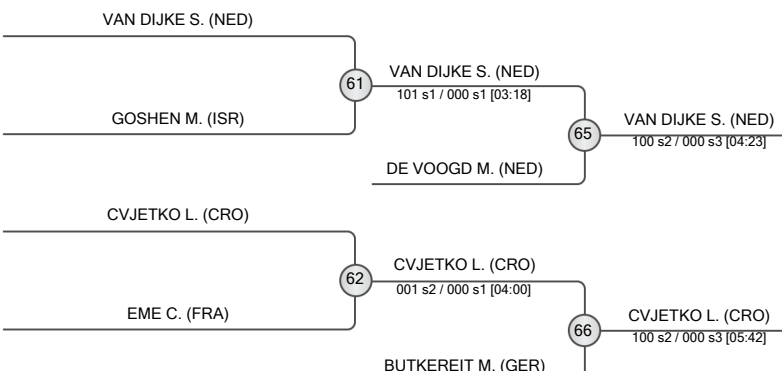 VAN DIJKE S. (NED)
61
VAN DIJKE S. (NED)
101 s1 / 000 s1 [03:18]
GOSHEN M. (ISR)
65
VAN DIJKE S. (NED)
100 s2 / 000 s3 [04:23]
DE VOOGD M. (NED)
CVJETKO L. (CRO)
62
CVJETKO L. (CRO)
001 s2 / 000 s1 [04:00]
EME C. (FRA)
66
CVJETKO L. (CRO)
100 s2 / 000 s3 [05:42]
BUTKEREIT M. (GER)